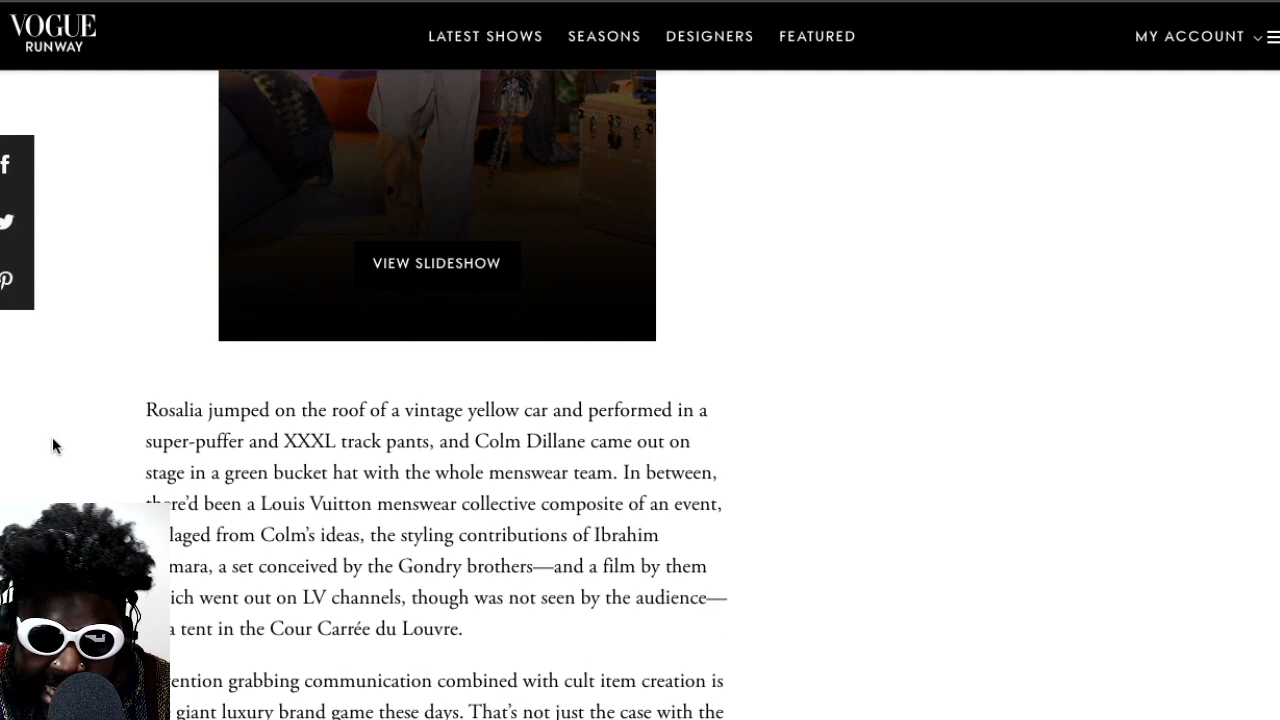 VOGUE
RUNWAY
LATEST SHOWS SEASONS DESIGNERS FEATURED
MY ACCOUNT
VIEW SLIDESHOW
Rosalia jumped on the roof of a vintage yellow car and performed in a
super-puffer and XXXL track pants, and Colm Dillane came out on
stage in a green bucket hat with the whole menswear team. In between,
there'd been a Louis Vuitton menswear collective composite of an event,
from Colm's ideas, the styling contributions of Ibrahim
a set conceived by the Gondry brothers—and a film by them
went out on LV channels, though was not seen by the audience—
a tent in the Cour Carrée du Louvre.
grabbing communication combined with cult item creation is
giant luxury brand game these days. That's not just the case with the